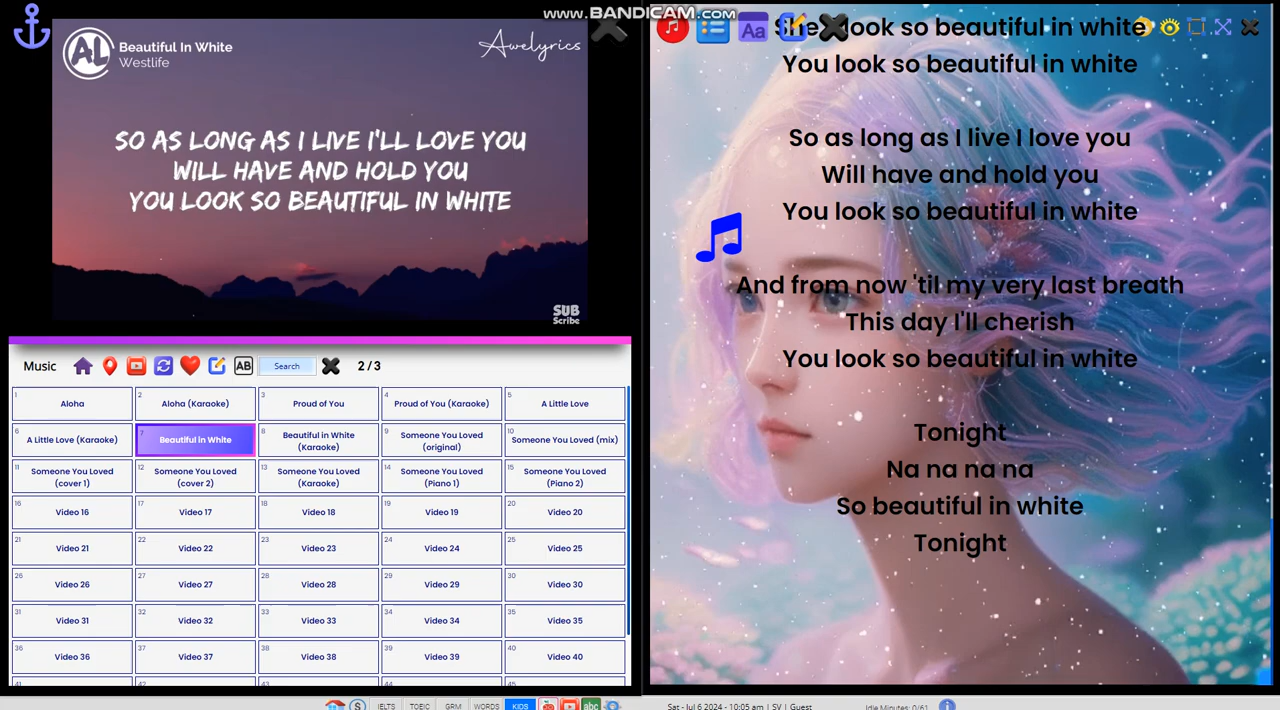 www.BANDICAM.com
AL
Beautiful In White
Westlife
Awelyrics
SO AS LONG AS I LIVE I'LL LOVE YOU
WILL HAVE AND HOLD YOU
YOU LOOK SO BEAUTIFUL IN WHITE
SUB
Scribe
Music
AB
Search
2 / 3
1 Aloha
2 Aloha (Karaoke)
3 Proud of You
4 Proud of You (Karaoke)
5 A Little Love
6 A Little Love (Karaoke)
7 Beautiful in White
8 Beautiful in White (Karaoke)
9 Someone You Loved (original)
10 Someone You Loved (mix)
11 Someone You Loved (cover 1)
12 Someone You Loved (cover 2)
13 Someone You Loved (Karaoke)
14 Someone You Loved (Piano 1)
15 Someone You Loved (Piano 2)
16 Video 16
17 Video 17
18 Video 18
19 Video 19
20 Video 20
21 Video 21
22 Video 22
23 Video 23
24 Video 24
25 Video 25
26 Video 26
27 Video 27
28 Video 28
29 Video 29
30 Video 30
31 Video 31
32 Video 32
33 Video 33
34 Video 34
35 Video 35
36 Video 36
37 Video 37
38 Video 38
39 Video 39
40 Video 40
Aa
look so beautiful in white
You look so beautiful in white
So as long as I live I love you
Will have and hold you
You look so beautiful in white
And from now 'til my very last breath
This day I'll cherish
You look so beautiful in white
Tonight
Na na na na
So beautiful in white
Tonight
S
IELTS
TOEIC
GRM
WORDS
KIDS
abc
Sat - Jul 6 2024 - 10:05 am | SV | Guest
Idle Minutes: 0/61